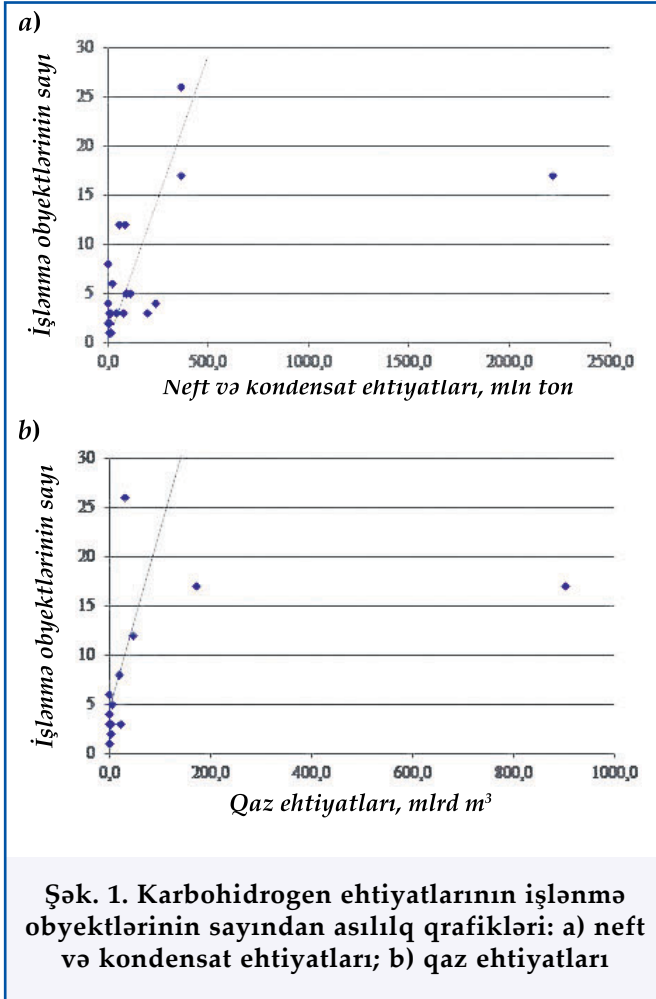 a)
İşlənmə obyektlərinin sayı
30
25
20
15
10
5
0
0,0 500,0 1000,0 1500,0 2000,0 2500,0
Neft və kondensat ehtiyatları, mln ton
b)
İşlənmə obyektlərinin sayı
30
25
20
15
10
5
0
0,0 200,0 400,0 600,0 800,0 1000,0
Qaz ehtiyatları, mlrd m³
Şək. 1. Karbohidrogen ehtiyatlarının işlənmə
obyektlərinin sayından asılılq qrafikləri: a) neft
və kondensat ehtiyatları; b) qaz ehtiyatları